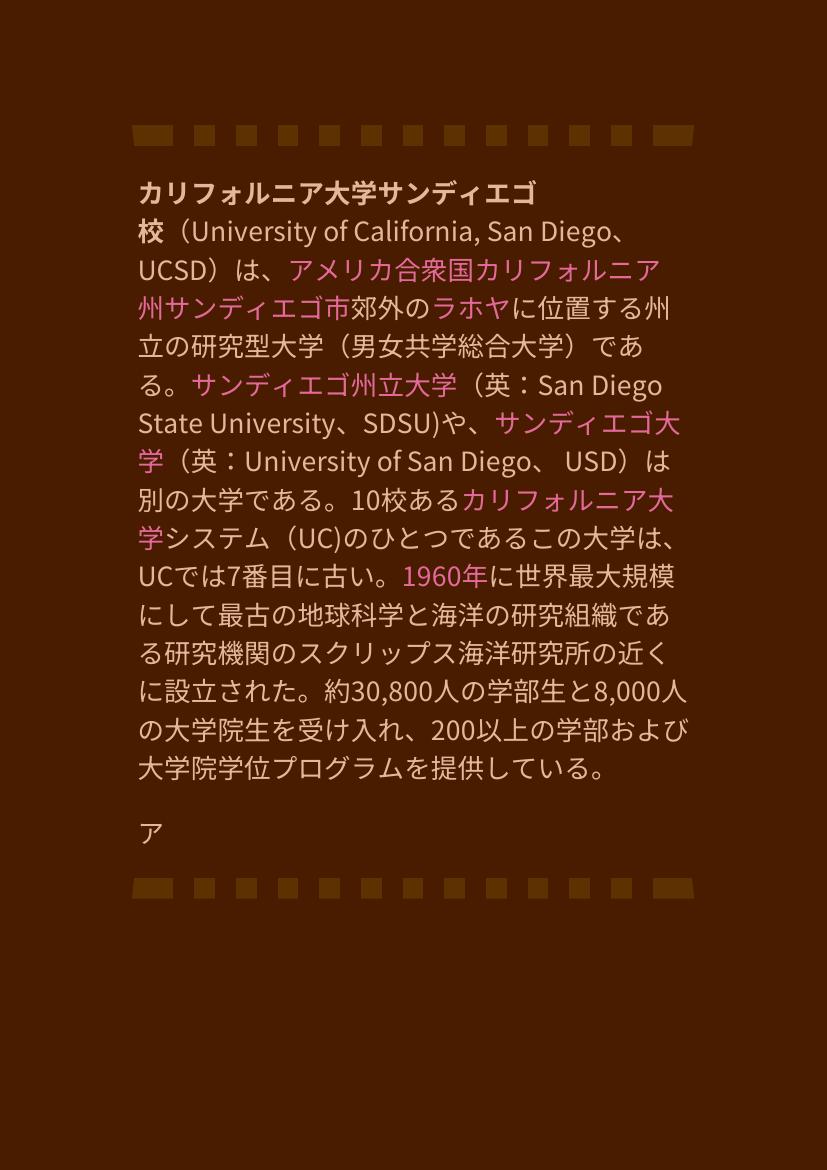 カリフォルニア大学サンディエゴ
校（University of California, San Diego、
UCSD）は、アメリカ合衆国カリフォルニア
州サンディエゴ市郊外のラホヤに位置する州
立の研究型大学（男女共学総合大学）であ
る。サンディエゴ州立大学（英：San Diego
State University、SDSU)や、サンディエゴ大
学（英：University of San Diego、 USD）は
別の大学である。10校あるカリフォルニア大
学システム（UC)のひとつであるこの大学は、
UCでは7番目に古い。1960年に世界最大規模
にして最古の地球科学と海洋の研究組織であ
る研究機関のスクリップス海洋研究所の近く
に設立された。約30,800人の学部生と8,000人
の大学院生を受け入れ、200以上の学部および
大学院学位プログラムを提供している。
ア